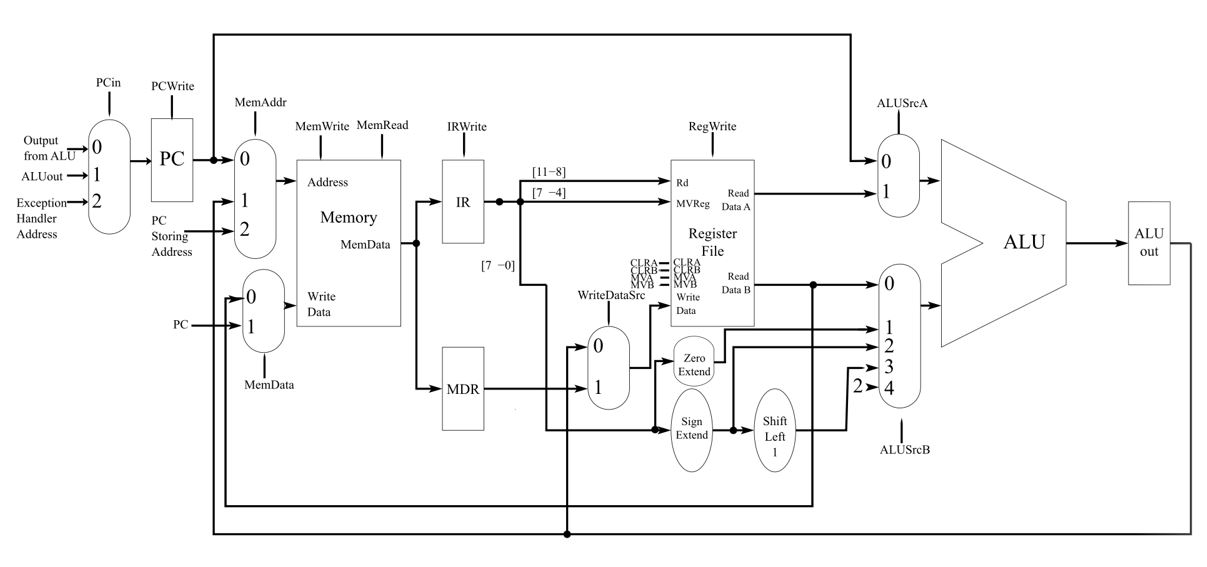 PCin
PCWrite
MemAddr
MemWrite
MemRead
IRWrite
RegWrite
ALUSrcA
Output
from ALU
0
ALUout
1
Exception
Handler
Address
2
PC
0
1
2
PC
Storing
Address
Address
Memory
MemData
Write
Data
PC
0
1
MemData
IR
[11-8]
[7 -4]
[7 -0]
MDR
WriteDataSrc
0
1
Rd
MVReg
Read
Data A
Register
File
CLRA
CLRB
MVA
MVB
CLRA
CLRB
MVA
MVB
Read
Data B
Write
Data
Zero
Extend
Sign
Extend
Shift
Left
1
0
1
0
1
2
3
2
4
ALUSrcB
ALU
ALU
out